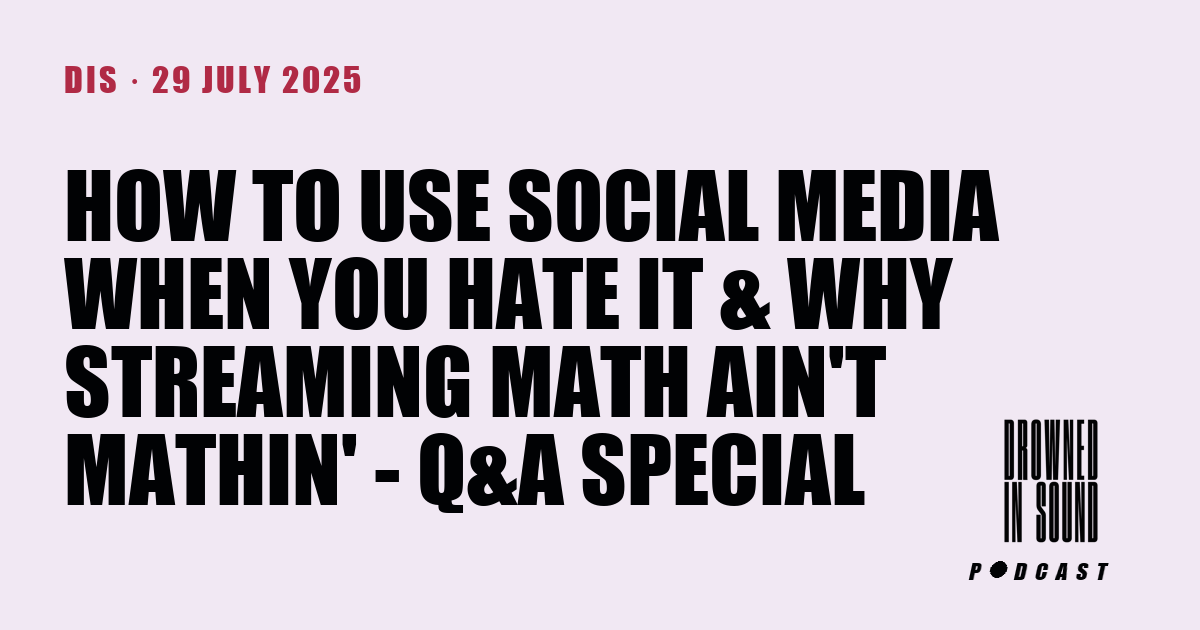 DIS · 29 JULY 2025
HOW TO USE SOCIAL MEDIA
WHEN YOU HATE IT & WHY
STREAMING MATH AIN'T
MATHIN' - Q&A SPECIAL
DROWNED
IN SOUND
PODCAST